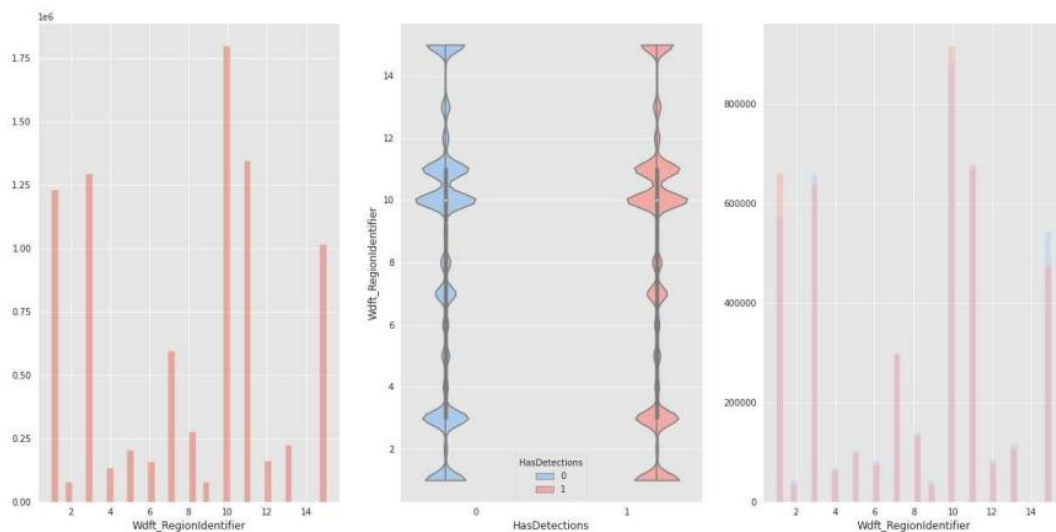 1e6
1.75
1.50
1.25
1.00
0.75
0.50
0.25
0.00
2 4 6 8 10 12 14
Wdft_RegionIdentifier
Wdft_RegionIdentifier
14
12
10
8
6
4
2
HasDetections
0
1
0 1
HasDetections
800000
600000
400000
200000
0
2 4 6 8 10 12 14
Wdft_RegionIdentifier